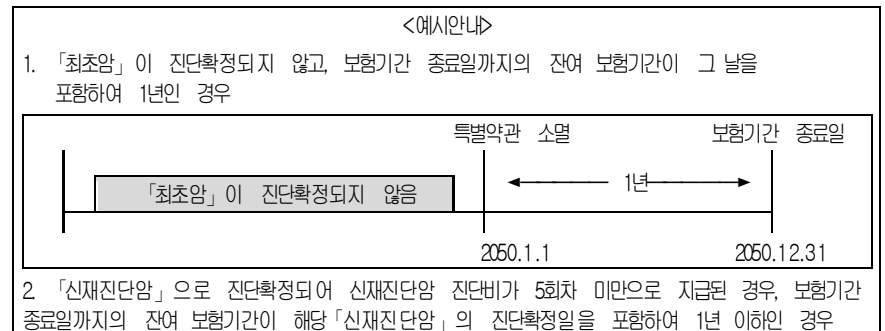 <예시안내>
1. 「최초암」이 진단확정되지 않고, 보험기간 종료일까지의 잔여 보험기간이 그 날을
포함하여 1년인 경우
특별약관 소멸 보험기간 종료일
「최초암」이 진단확정되지 않음 1년
2050.1.1 2050.12.31
2. 「신재진단암」으로 진단확정되어 신재진단암 진단비가 5회차 미만으로 지급된 경우, 보험기간
종료일까지의 잔여 보험기간이 해당「신재진단암」의 진단확정일을 포함하여 1년 이하인 경우